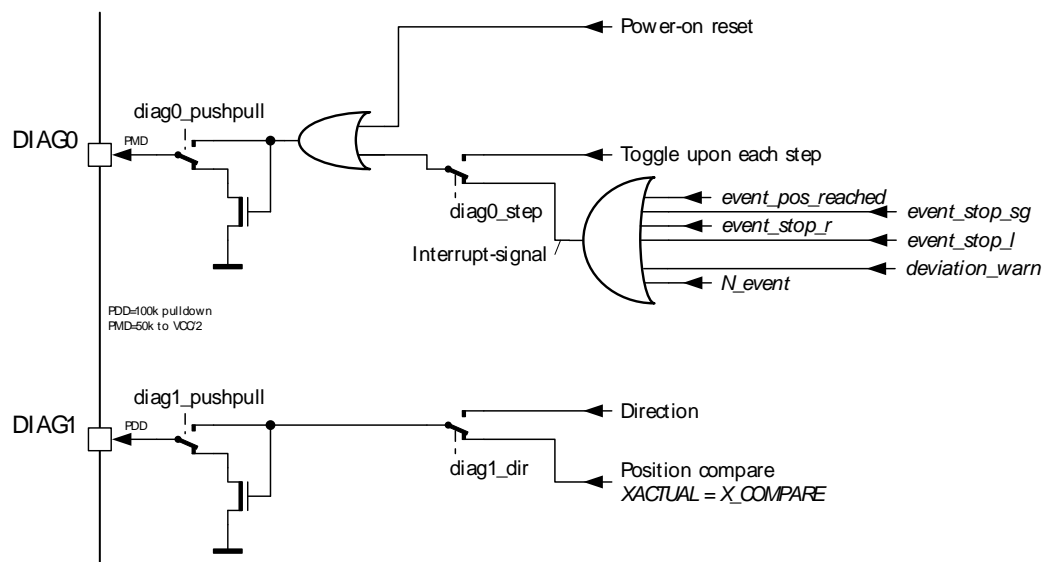 Power-on reset
diag0_pushpull
DIAG0
PMD
Toggle upon each step
diag0_step
event_pos_reached
event_stop_sg
event_stop_r
event_stop_l
Interrupt-signal
deviation_warn
N_event
PDD=100k pulldown
PMD=50k to VCC/2
diag1_pushpull
DIAG1
PDD
Direction
diag1_dir
Position compare
XACTUAL = X_COMPARE